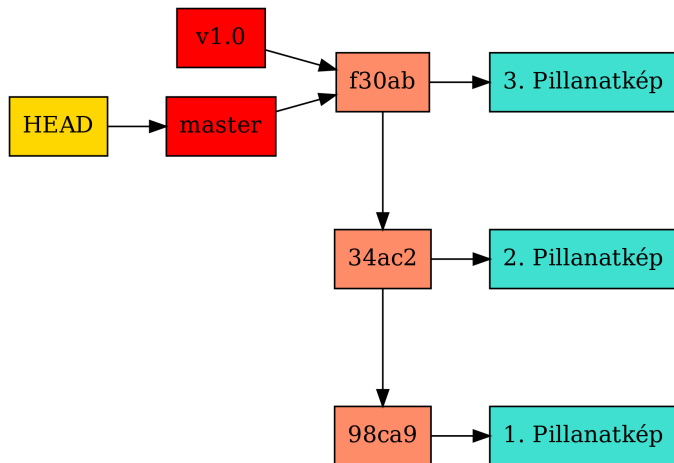 v1.0
f30ab
3. Pillanatkép
HEAD
master
34ac2
2. Pillanatkép
98ca9
1. Pillanatkép